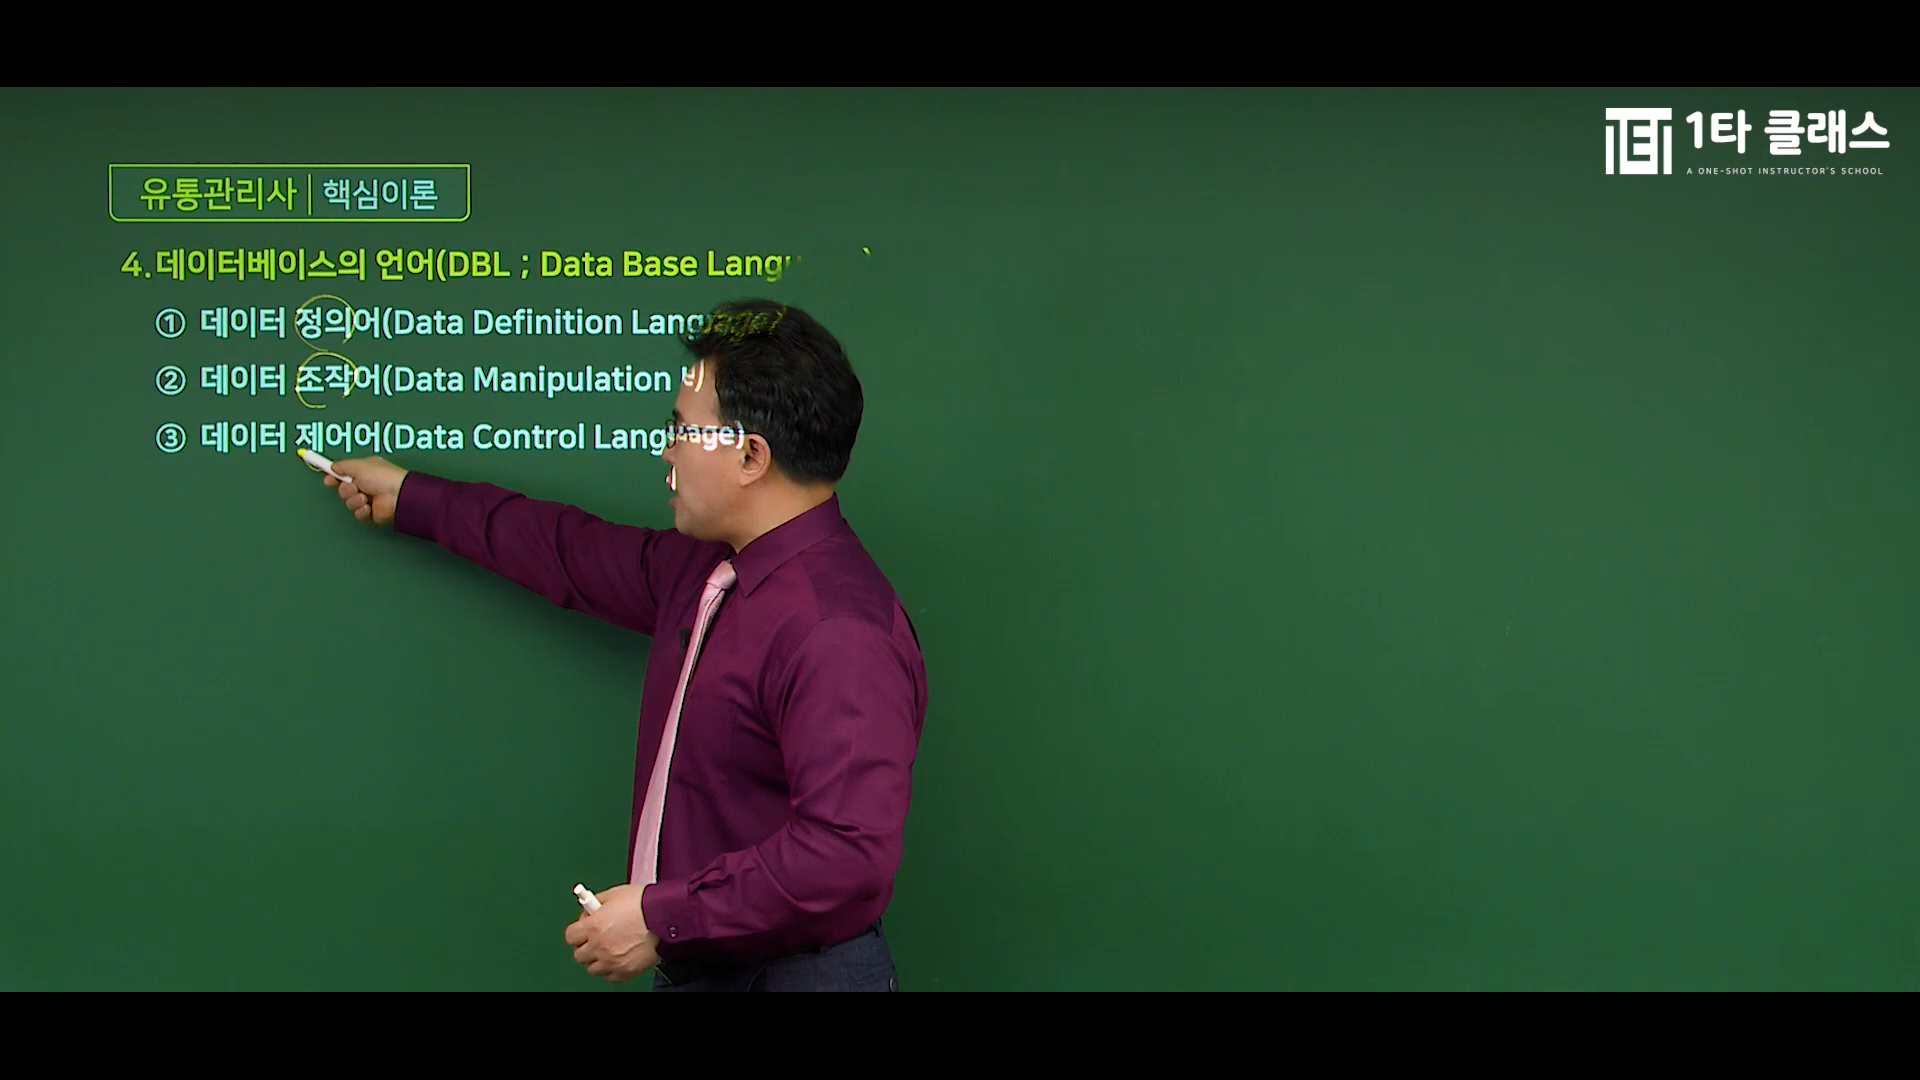 1타 클래스
A ONE-SHOT INSTRUCTOR'S SCHOOL
유통관리사 | 핵심이론
4. 데이터베이스의 언어(DBL ; Data Base
① 데이터 정의어(Data Definition Language)
② 데이터 조작어(Data Manipulation
③ 데이터 제어어(Data Control Language)